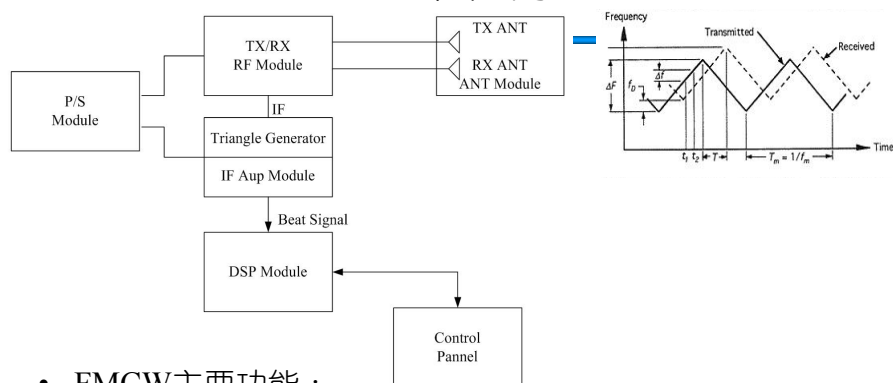 TX/RX
RF Module
TX ANT
RX ANT
ANT Module
P/S
Module
IF
Triangle Generator
IF Aup Module
Beat Signal
DSP Module
Control
Pannel
Frequency
Transmitted
Received
ΔF
Δf
f_D
t₁ t₂ T T_m = 1/f_m
Time
• FMCW主要功能：